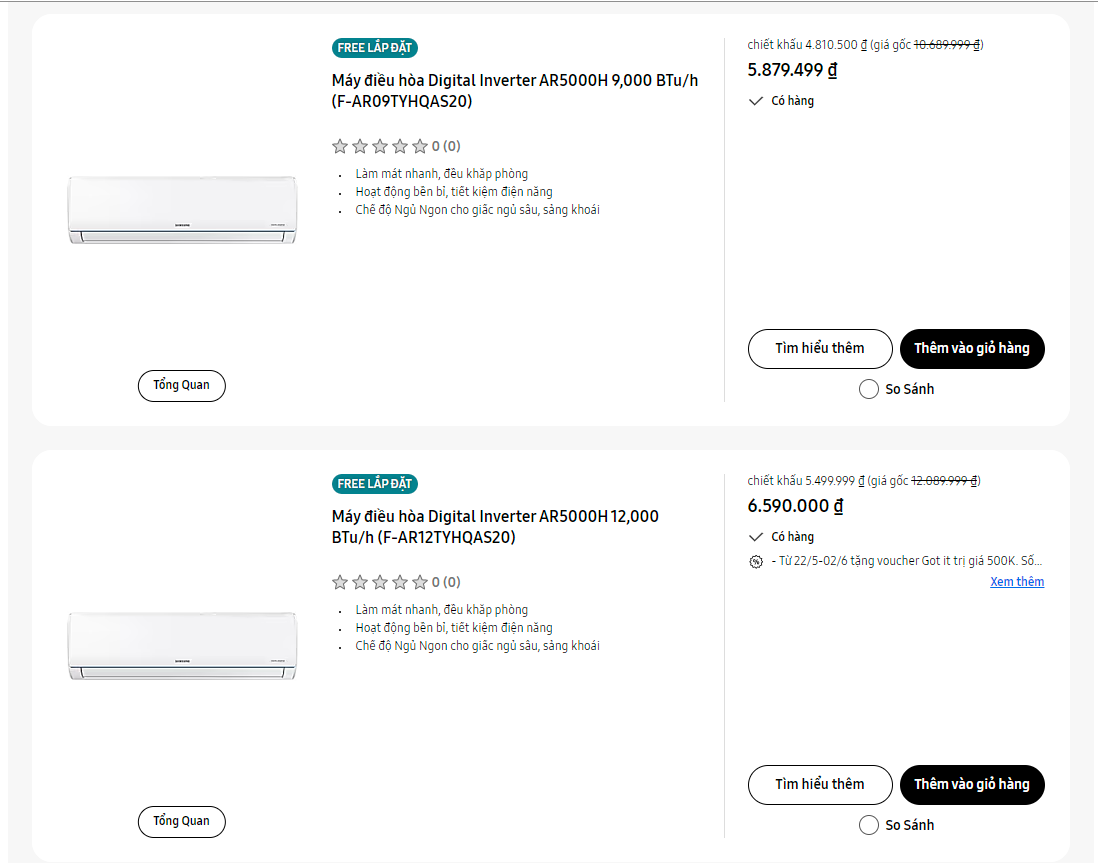 FREE LẮP ĐẶT
Máy điều hòa Digital Inverter AR5000H 9,000 BTu/h
(F-AR09TYHQAS20)
0 (0)
Làm mát nhanh, đều khắp phòng
Hoạt động bền bỉ, tiết kiệm điện năng
Chế độ Ngủ Ngon cho giấc ngủ sâu, sảng khoái
SAMSUNG
Tổng Quan
chiết khấu 4.810.500 ₫ (giá gốc 10.689.999 ₫)
5.879.499 ₫
Có hàng
Tìm hiểu thêm
Thêm vào giỏ hàng
So Sánh
FREE LẮP ĐẶT
Máy điều hòa Digital Inverter AR5000H 12,000
BTu/h (F-AR12TYHQAS20)
0 (0)
Làm mát nhanh, đều khắp phòng
Hoạt động bền bỉ, tiết kiệm điện năng
Chế độ Ngủ Ngon cho giấc ngủ sâu, sảng khoái
SAMSUNG
Tổng Quan
chiết khấu 5.499.999 ₫ (giá gốc 12.089.999 ₫)
6.590.000 ₫
Có hàng
- Từ 22/5-02/6 tặng voucher Got it trị giá 500K. Số...
Xem thêm
Tìm hiểu thêm
Thêm vào giỏ hàng
So Sánh